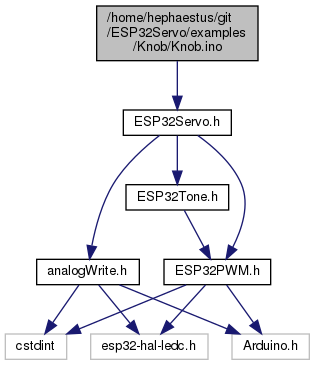 /home/hephaestus/git
/ESP32Servo/examples
/Knob/Knob.ino
ESP32Servo.h
ESP32Tone.h
analogWrite.h
ESP32PWM.h
cstdint
esp32-hal-ledc.h
Arduino.h